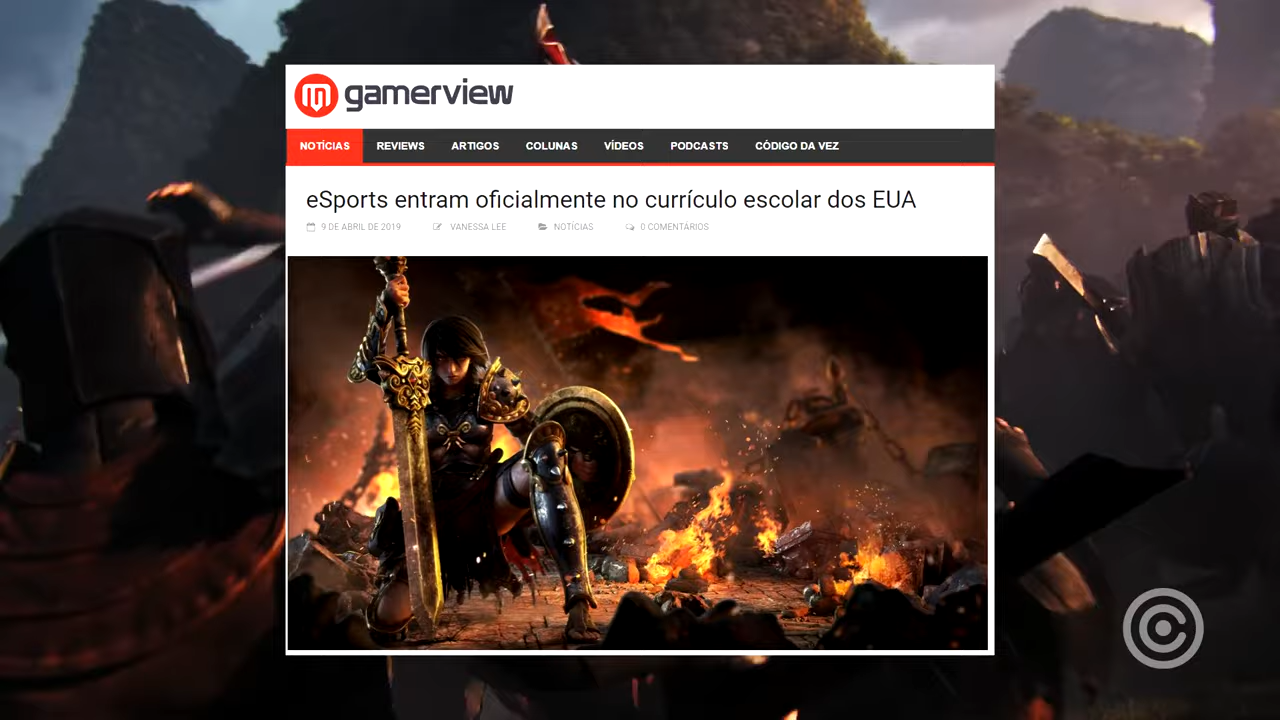 gamerview
NOTÍCIAS REVIEWS ARTIGOS COLUNAS VÍDEOS PODCASTS CÓDIGO DA VEZ
eSports entram oficialmente no currículo escolar dos EUA
9 DE ABRIL DE 2019 VANESSA LEE NOTÍCIAS 0 COMENTÁRIOS